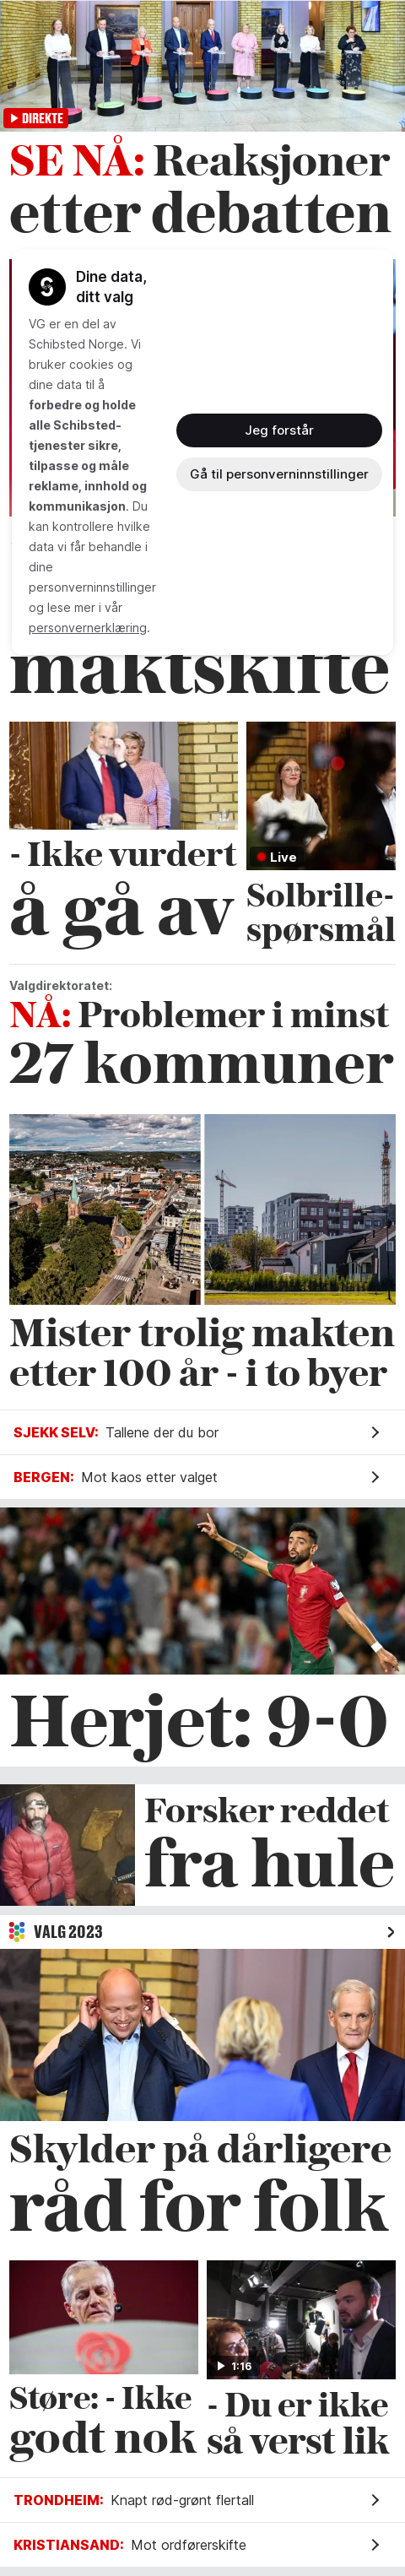 DIREKTE
SE NÅ: Reaksjoner
etter debatten
Dine data,
ditt valg
VG er en del av
Schibsted Norge. Vi
bruker cookies og
dine data til å
forbedre og holde
alle Schibsted-
tjenester sikre,
tilpasse og måle
reklame, innhold og
kommunikasjon. Du
kan kontrollere hvilke
data vi får behandle i
dine
personverninnstillinger
og lese mer i vår
personvernerklæring.
Jeg forstår
Gå til personverninnstillinger
maktskifte
- Ikke vurdert
å gå av
Live
Solbrille-
spørsmål
Valgdirektoratet:
NÅ: Problemer i minst
27 kommuner
Mister trolig makten
etter 100 år - i to byer
SJEKK SELV: Tallene der du bor
BERGEN: Mot kaos etter valget
Herjet: 9-0
Forsker reddet
fra hule
VALG 2023
Skylder på dårligere
råd for folk
Støre: - Ikke
godt nok
1:16
- Du er ikke
så verst lik
TRONDHEIM: Knapt rød-grønt flertall
KRISTIANSAND: Mot ordførerskifte